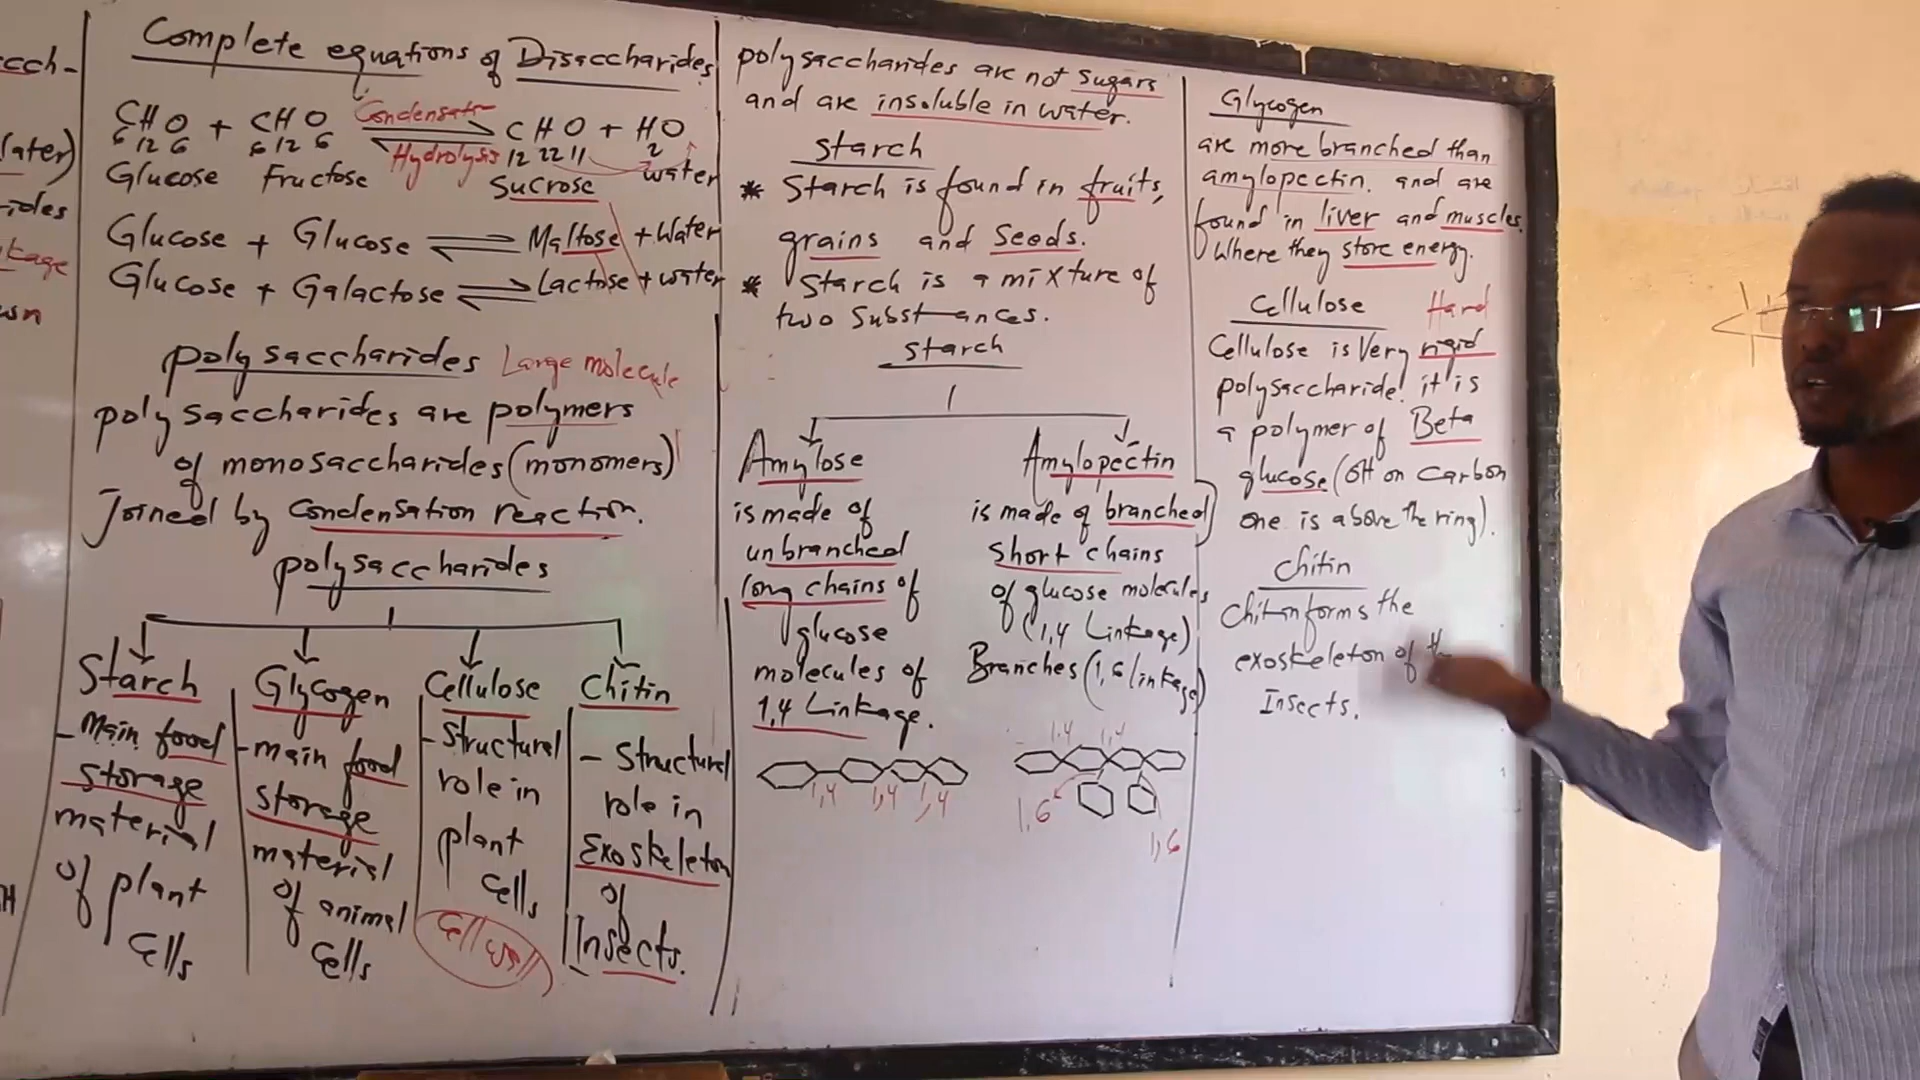 cch-
later)
rides
kage
Complete equations of Disaccharides.
C6H12O6 + C6H12O6 Condensatn Hydrolysis C12H22O11 + H2O
Glucose Fructose Sucrose water
Glucose + Glucose ⇌ Maltose + Water
Glucose + Galactose ⇌ Lactose + water
polysaccharides Large molecule
polysaccharides are polymers
of monosaccharides (monomers)
Joined by Condensation reaction.
polysaccharides
Starch
- Main food
storage
material
of plant
Cells
Glycogen
- main food
storage
material
of animal
Cells
Cellulose
- Structural
role in
plant
Cells
Cell wall
Chitin
- Structural
role in
Exoskeleton
of
Insects.
polysaccharides are not Sugars
and are insoluble in water.
Starch
* Starch is found in fruits,
grains and Seeds.
* Starch is a mixture of
two Substances.
Starch
Amylose
is made of
unbranched
long chains of
glucose
molecules of
1,4 Linkage.
1,4 1,4 1,4
Amylopectin
is made of branched
Short chains
of glucose molecules
(1,4 Linkage)
Branches (1,6 linkage)
1,4 1,4
1,6
1,6
Glycogen
are more branched than
amylopectin. and are
found in liver and muscles.
Where they store energy.
Cellulose Hard
Cellulose is Very rigid
polysaccharide. it is
a polymer of Beta
glucose (OH on Carbon
one is above the ring).
Chitin
Chitin forms the
exoskeleton of th
Insects.